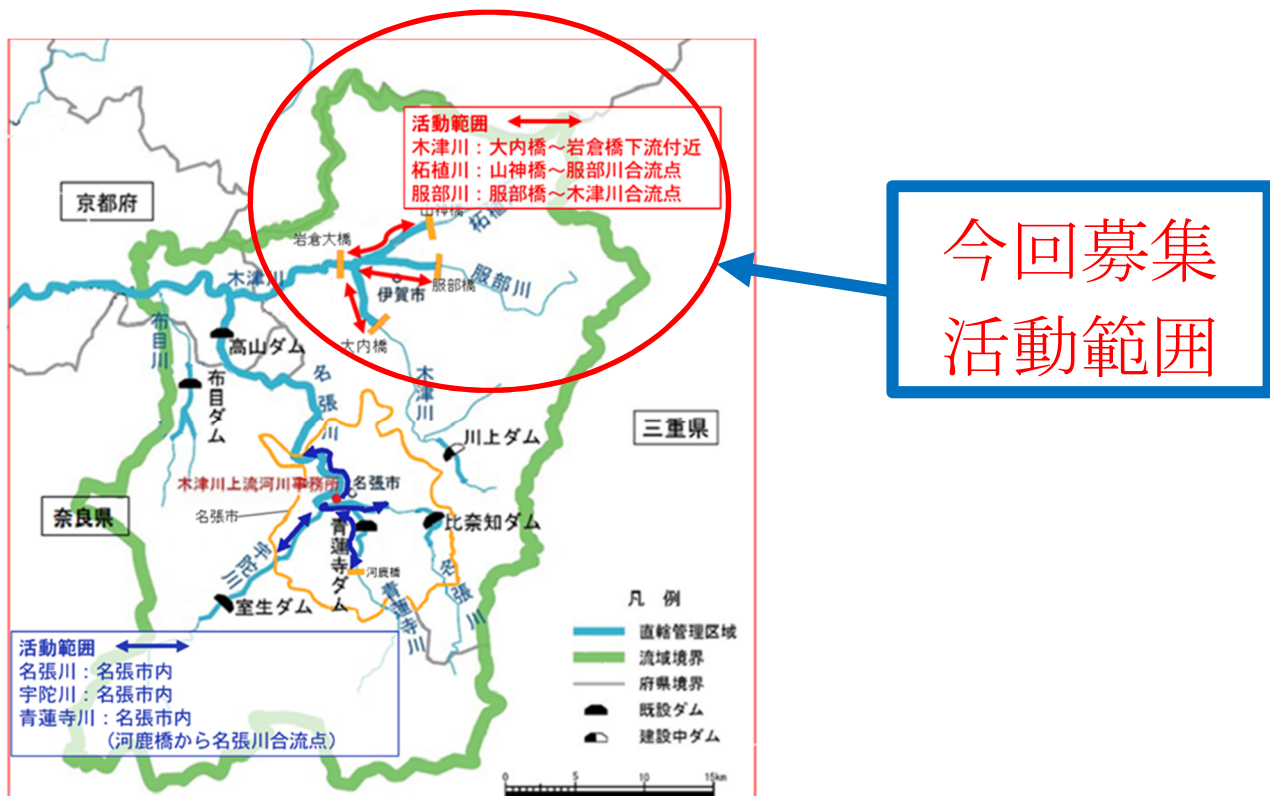 活動範囲
木津川：大内橋～岩倉橋下流付近
柘植川：山神橋～服部川合流点
服部川：服部橋～木津川合流点
京都府
山神橋
柘植
岩倉大橋
今回募集
活動範囲
木津川
服部川
服部橋
伊賀市
布目川
大内橋
高山ダム
名張川
木津川
布目ダム
三重県
川上ダム
木津川上流河川事務所
名張市
奈良県
名張市
比奈知ダム
青蓮寺ダム
宇陀川
河鹿橋
名張川
青蓮寺川
室生ダム
凡 例
直轄管理区域
流域境界
府県境界
既設ダム
建設中ダム
活動範囲
名張川：名張市内
宇陀川：名張市内
青蓮寺川：名張市内
（河鹿橋から名張川合流点）
0 5 10 15km